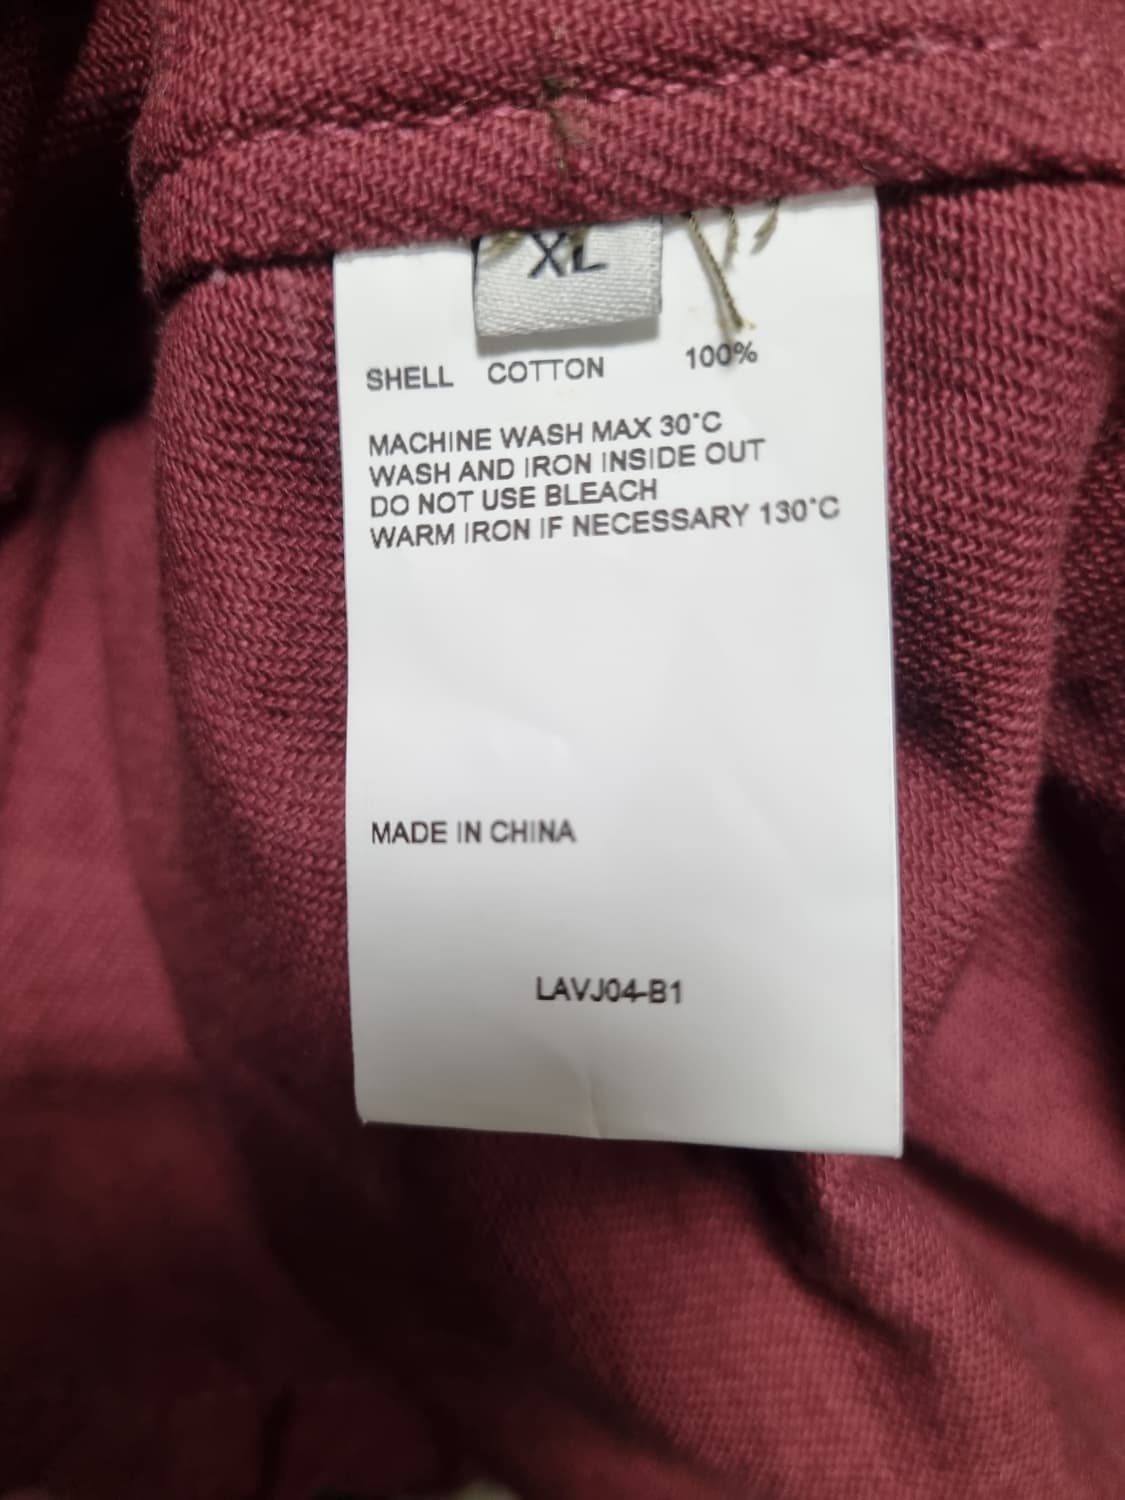 XL
SHELL COTTON 100%
MACHINE WASH MAX 30°C
WASH AND IRON INSIDE OUT
DO NOT USE BLEACH
WARM IRON IF NECESSARY 130°C
MADE IN CHINA
LAVJ04-B1